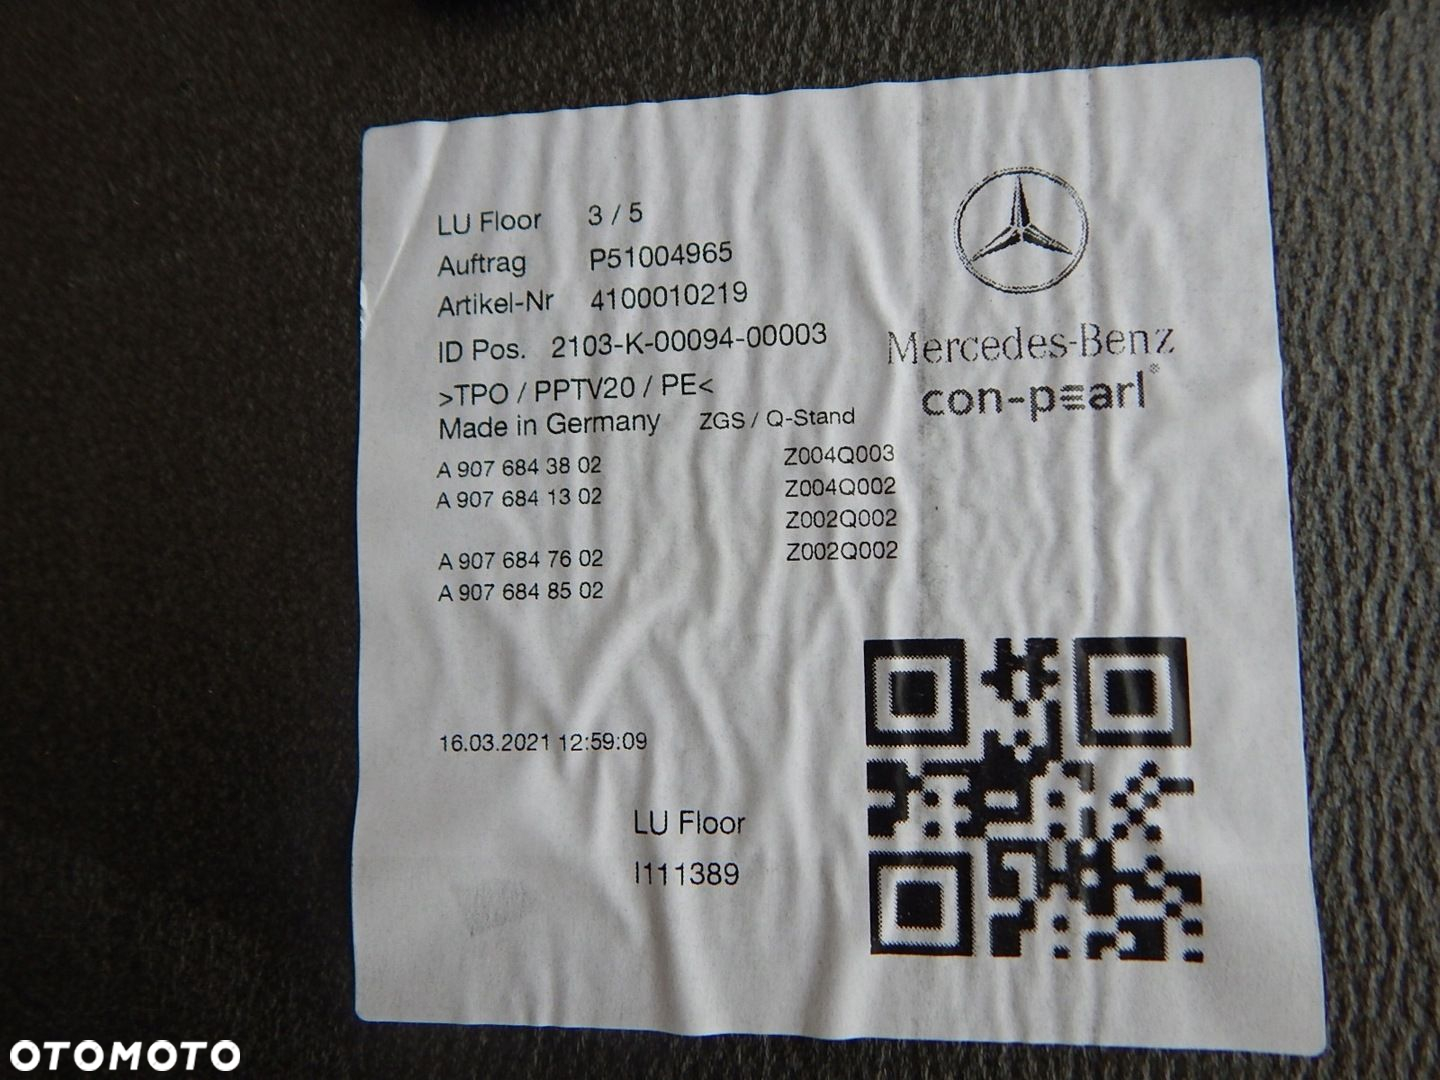 LU Floor 3 / 5
Auftrag P51004965
Artikel-Nr 4100010219
ID Pos. 2103-K-00094-00003
>TPO / PPTV20 / PE<
Made in Germany ZGS / Q-Stand
A 907 684 38 02 Z004Q003
A 907 684 13 02 Z004Q002
Z002Q002
A 907 684 76 02 Z002Q002
A 907 684 85 02
Mercedes-Benz
con-pearl®
16.03.2021 12:59:09
LU Floor
I111389
OTOMOTO